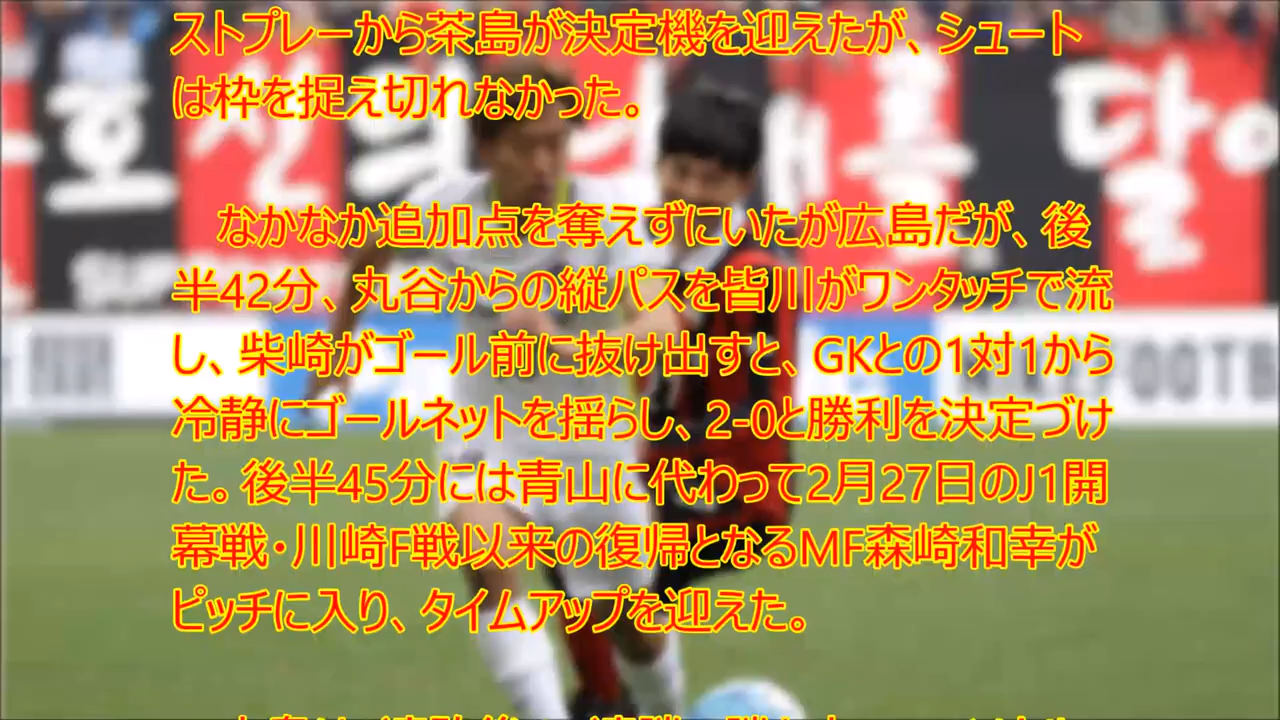 ストプレーから茶島が決定機を迎えたが、シュート
は枠を捉え切れなかった。
なかなか追加点を奪えずにいたが広島だが、後
半42分、丸谷からの縦パスを皆川がワンタッチで流
し、柴崎がゴール前に抜け出すと、GKとの1対1から
冷静にゴールネットを揺らし、2-0と勝利を決定づけ
た。後半45分には青山に代わって2月27日のJ1開
幕戦・川崎F戦以来の復帰となるMF森崎和幸が
ピッチに入り、タイムアップを迎えた。